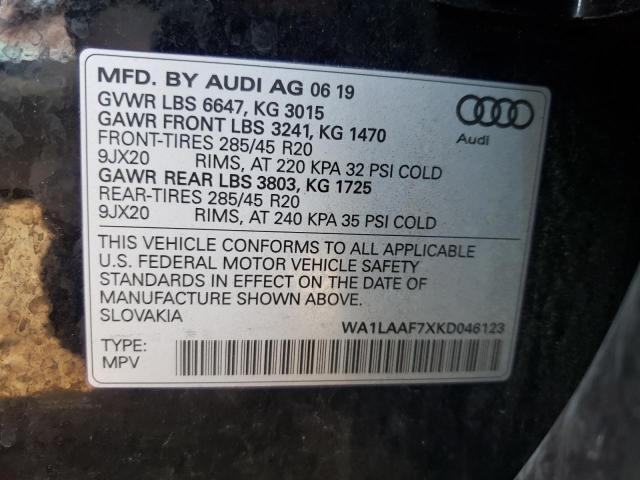 MFD. BY AUDI AG 06 19
GVWR LBS 6647, KG 3015
GAWR FRONT LBS 3241, KG 1470
FRONT-TIRES 285/45 R20
9JX20 RIMS, AT 220 KPA 32 PSI COLD
GAWR REAR LBS 3803, KG 1725
REAR-TIRES 285/45 R20
9JX20 RIMS, AT 240 KPA 35 PSI COLD
Audi
THIS VEHICLE CONFORMS TO ALL APPLICABLE
U.S. FEDERAL MOTOR VEHICLE SAFETY
STANDARDS IN EFFECT ON THE DATE OF
MANUFACTURE SHOWN ABOVE.
SLOVAKIA
WA1LAAF7XKD046123
TYPE:
MPV